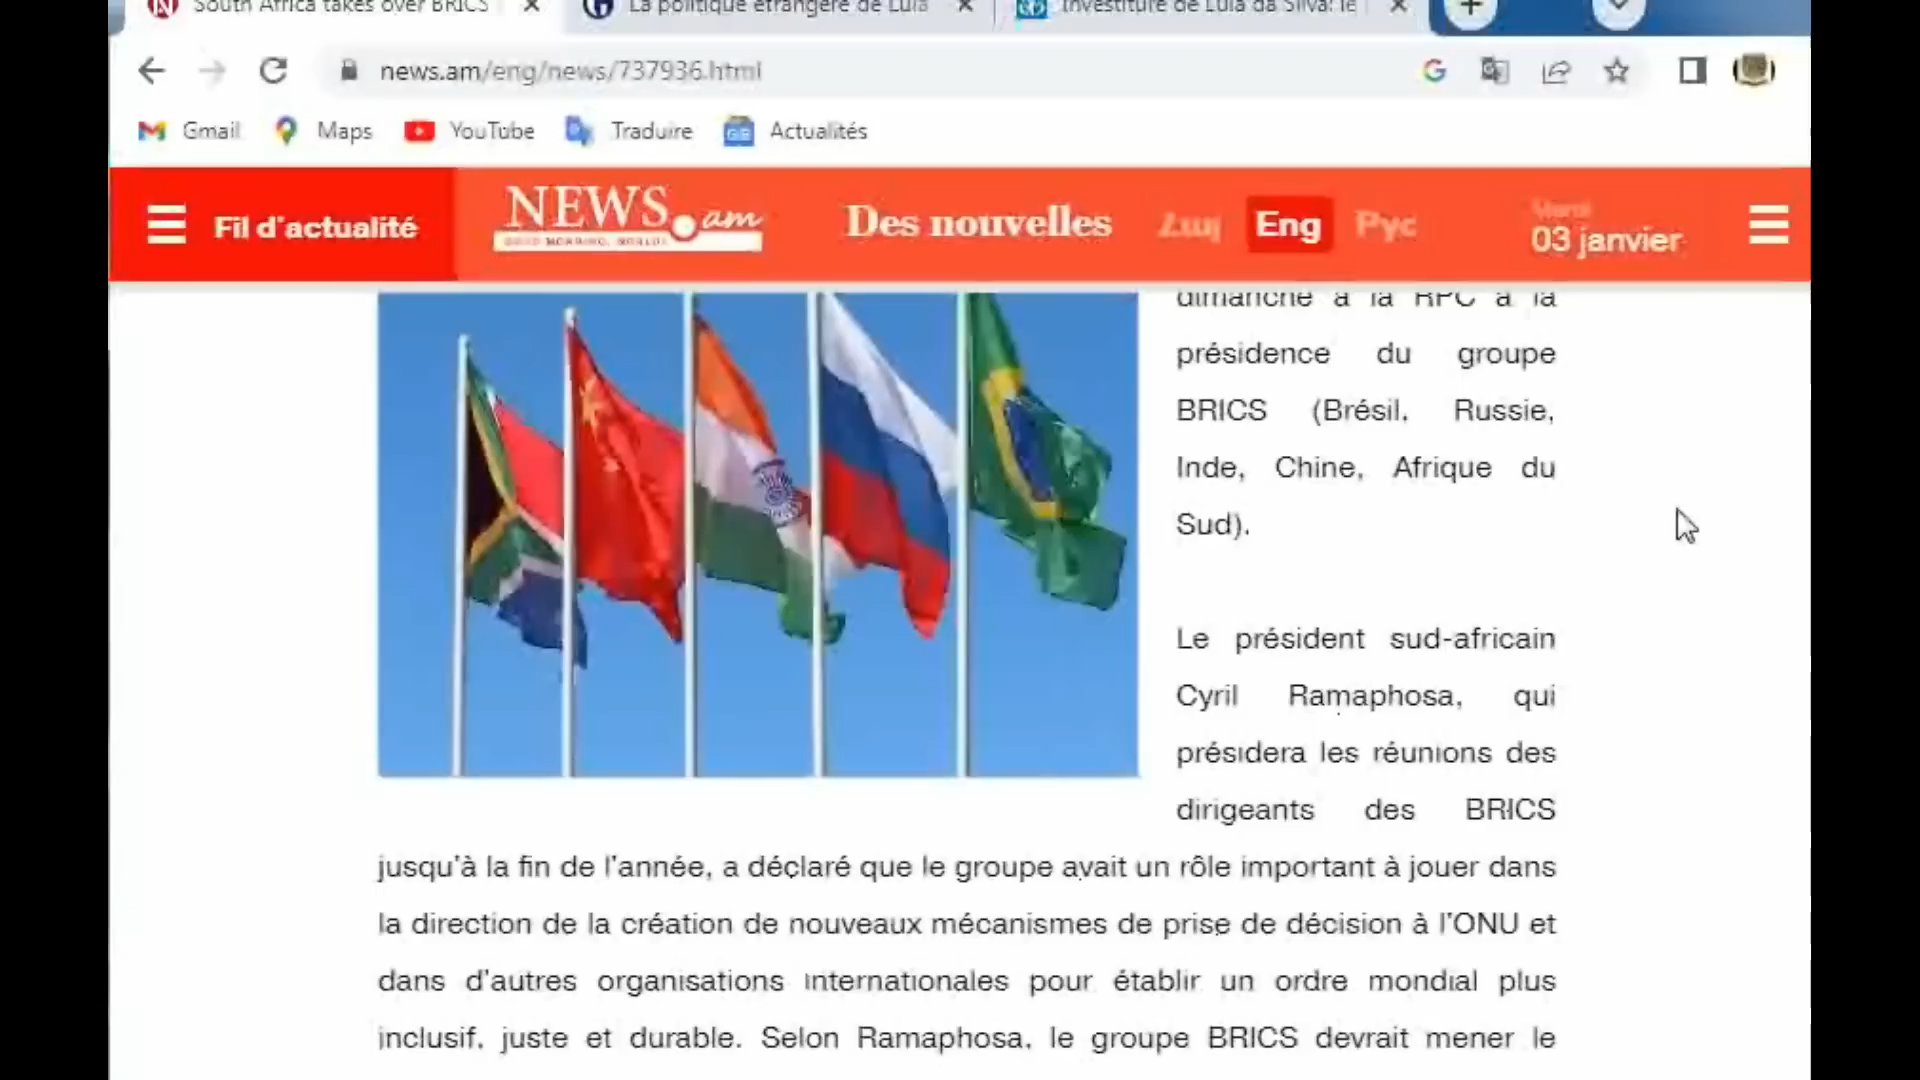 South Africa takes over BRICS
La politique étrangère de Lula
Investiture de Lula da Silva: le
news.am/eng/news/737936.html
Gmail
Maps
YouTube
Traduire
Actualités
Fil d'actualité
NEWS.am
Des nouvelles
Հայ
Eng
Рус
03 janvier
dimanche à la RPC à la
présidence du groupe
BRICS (Brésil, Russie,
Inde, Chine, Afrique du
Sud).
Le président sud-africain
Cyril Ramaphosa, qui
présidera les réunions des
dirigeants des BRICS
jusqu'à la fin de l'année, a déclaré que le groupe avait un rôle important à jouer dans
la direction de la création de nouveaux mécanismes de prise de décision à l'ONU et
dans d'autres organisations internationales pour établir un ordre mondial plus
inclusif, juste et durable. Selon Ramaphosa, le groupe BRICS devrait mener le